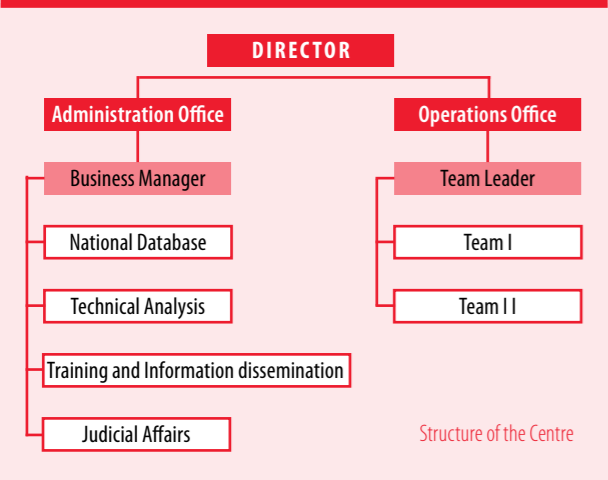 DIRECTOR
Administration Office
Operations Office
Business Manager
Team Leader
National Database
Team I
Technical Analysis
Team I I
Training and Information dissemination
Judicial Affairs
Structure of the Centre